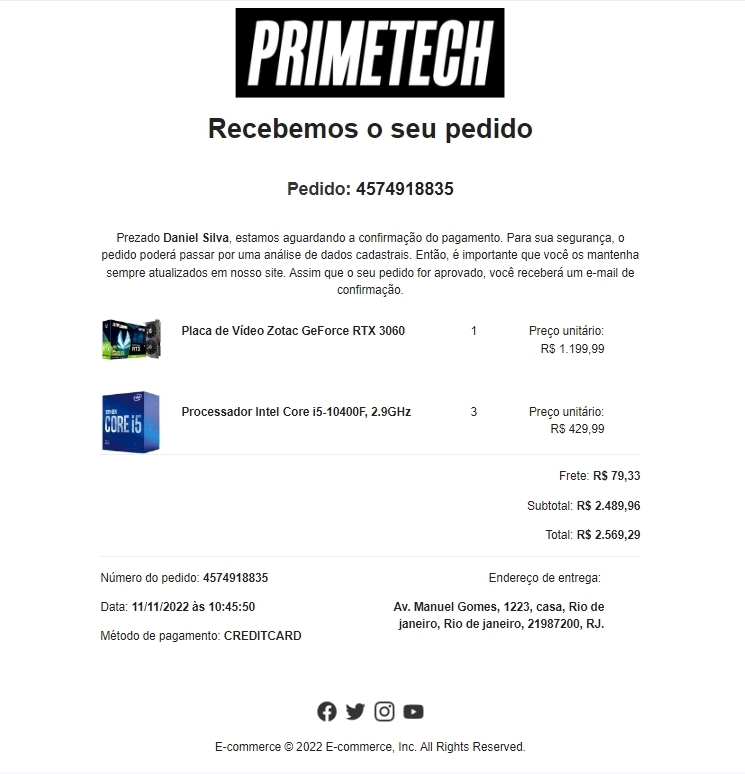 PRIMETECH
Recebemos o seu pedido
Pedido: 4574918835
Prezado Daniel Silva, estamos aguardando a confirmação do pagamento. Para sua segurança, o
pedido poderá passar por uma análise de dados cadastrais. Então, é importante que você os mantenha
sempre atualizados em nosso site. Assim que o seu pedido for aprovado, você receberá um e-mail de
confirmação.
Placa de Vídeo Zotac GeForce RTX 3060 1 Preço unitário:
R$ 1.199,99
CORE i5
Processador Intel Core i5-10400F, 2.9GHz 3 Preço unitário:
R$ 429,99
Frete: R$ 79,33
Subtotal: R$ 2.489,96
Total: R$ 2.569,29
Número do pedido: 4574918835
Data: 11/11/2022 às 10:45:50
Método de pagamento: CREDITCARD
Endereço de entrega:
Av. Manuel Gomes, 1223, casa, Rio de
janeiro, Rio de janeiro, 21987200, RJ.
E-commerce © 2022 E-commerce, Inc. All Rights Reserved.